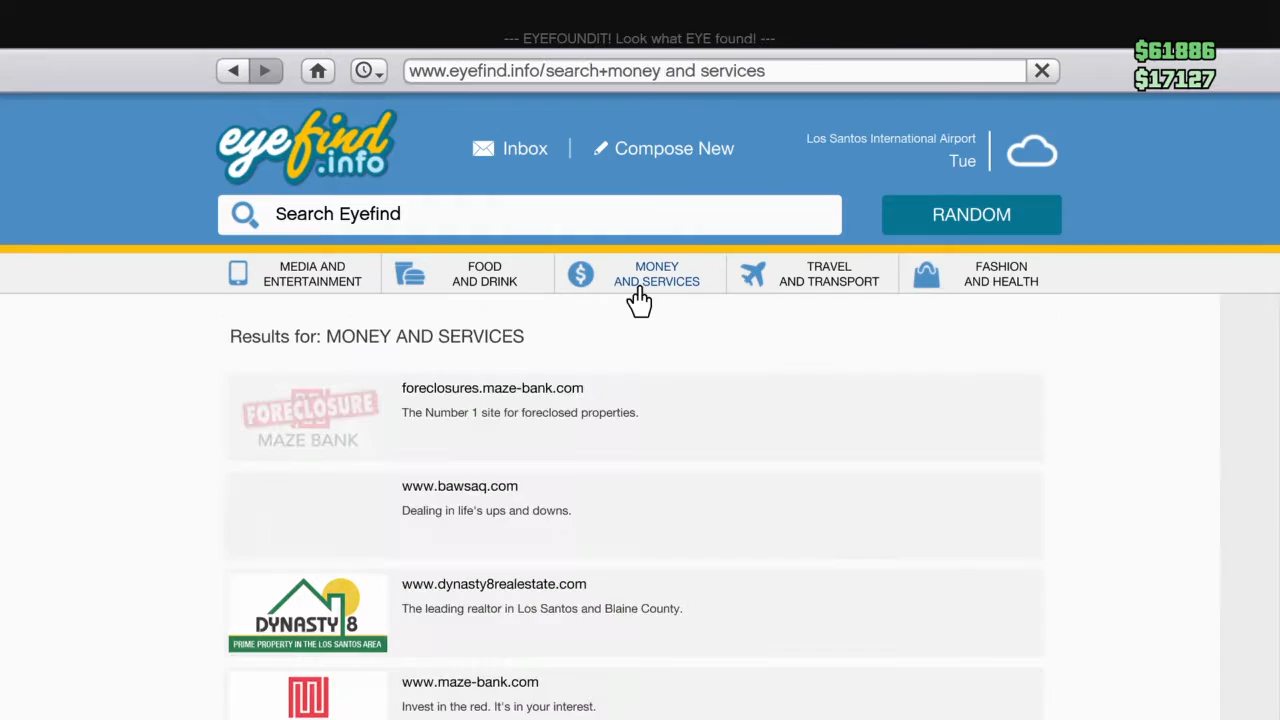 --- EYEFOUNDIT! Look what EYE found! ---
$61886
www.eyefind.info/search+money and services
$17127
eyefind
.info
Inbox
Compose New
Los Santos International Airport
Tue
Search Eyefind
RANDOM
MEDIA AND
ENTERTAINMENT
FOOD
AND DRINK
MONEY
AND SERVICES
TRAVEL
AND TRANSPORT
FASHION
AND HEALTH
Results for: MONEY AND SERVICES
FORECLOSURE
MAZE BANK
foreclosures.maze-bank.com
The Number 1 site for foreclosed properties.
www.bawsaq.com
Dealing in life's ups and downs.
DYNASTY 8
PRIME PROPERTY IN THE LOS SANTOS AREA
www.dynasty8realestate.com
The leading realtor in Los Santos and Blaine County.
www.maze-bank.com
Invest in the red. It's in your interest.